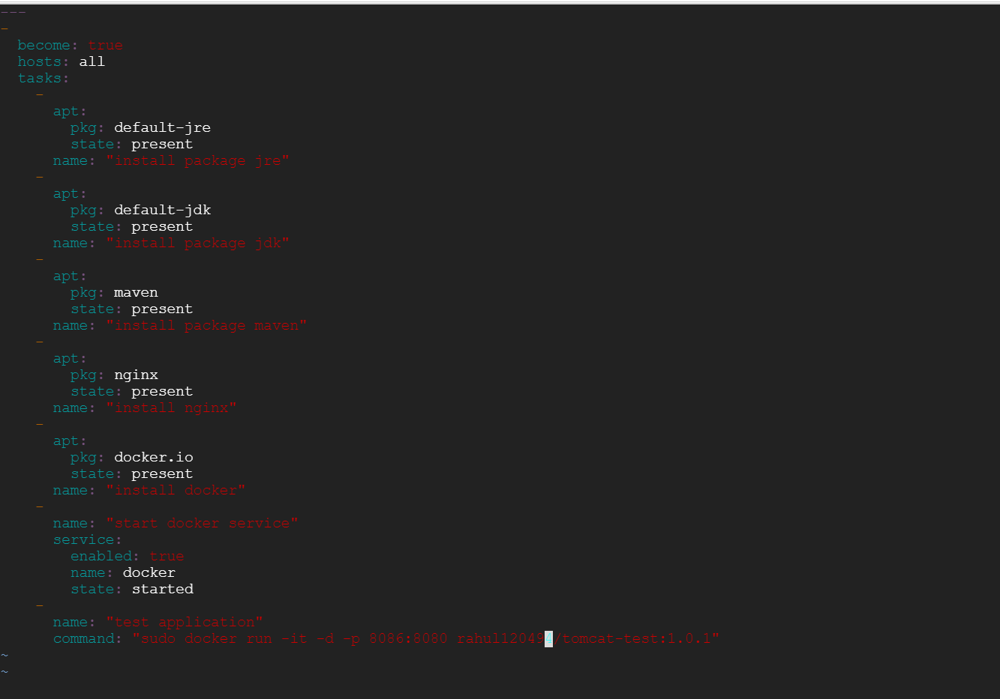 ---
-
  become: true
  hosts: all
  tasks:
    -
      apt:
        pkg: default-jre
        state: present
      name: "install package jre"
    -
      apt:
        pkg: default-jdk
        state: present
      name: "install package jdk"
    -
      apt:
        pkg: maven
        state: present
      name: "install package maven"
    -
      apt:
        pkg: nginx
        state: present
      name: "install nginx"
    -
      apt:
        pkg: docker.io
        state: present
      name: "install docker"
    -
      name: "start docker service"
      service:
        enabled: true
        name: docker
        state: started
    -
      name: "test application"
      command: "sudo docker run -it -d -p 8086:8080 rahul120494/tomcat-test:1.0.1"
~
~